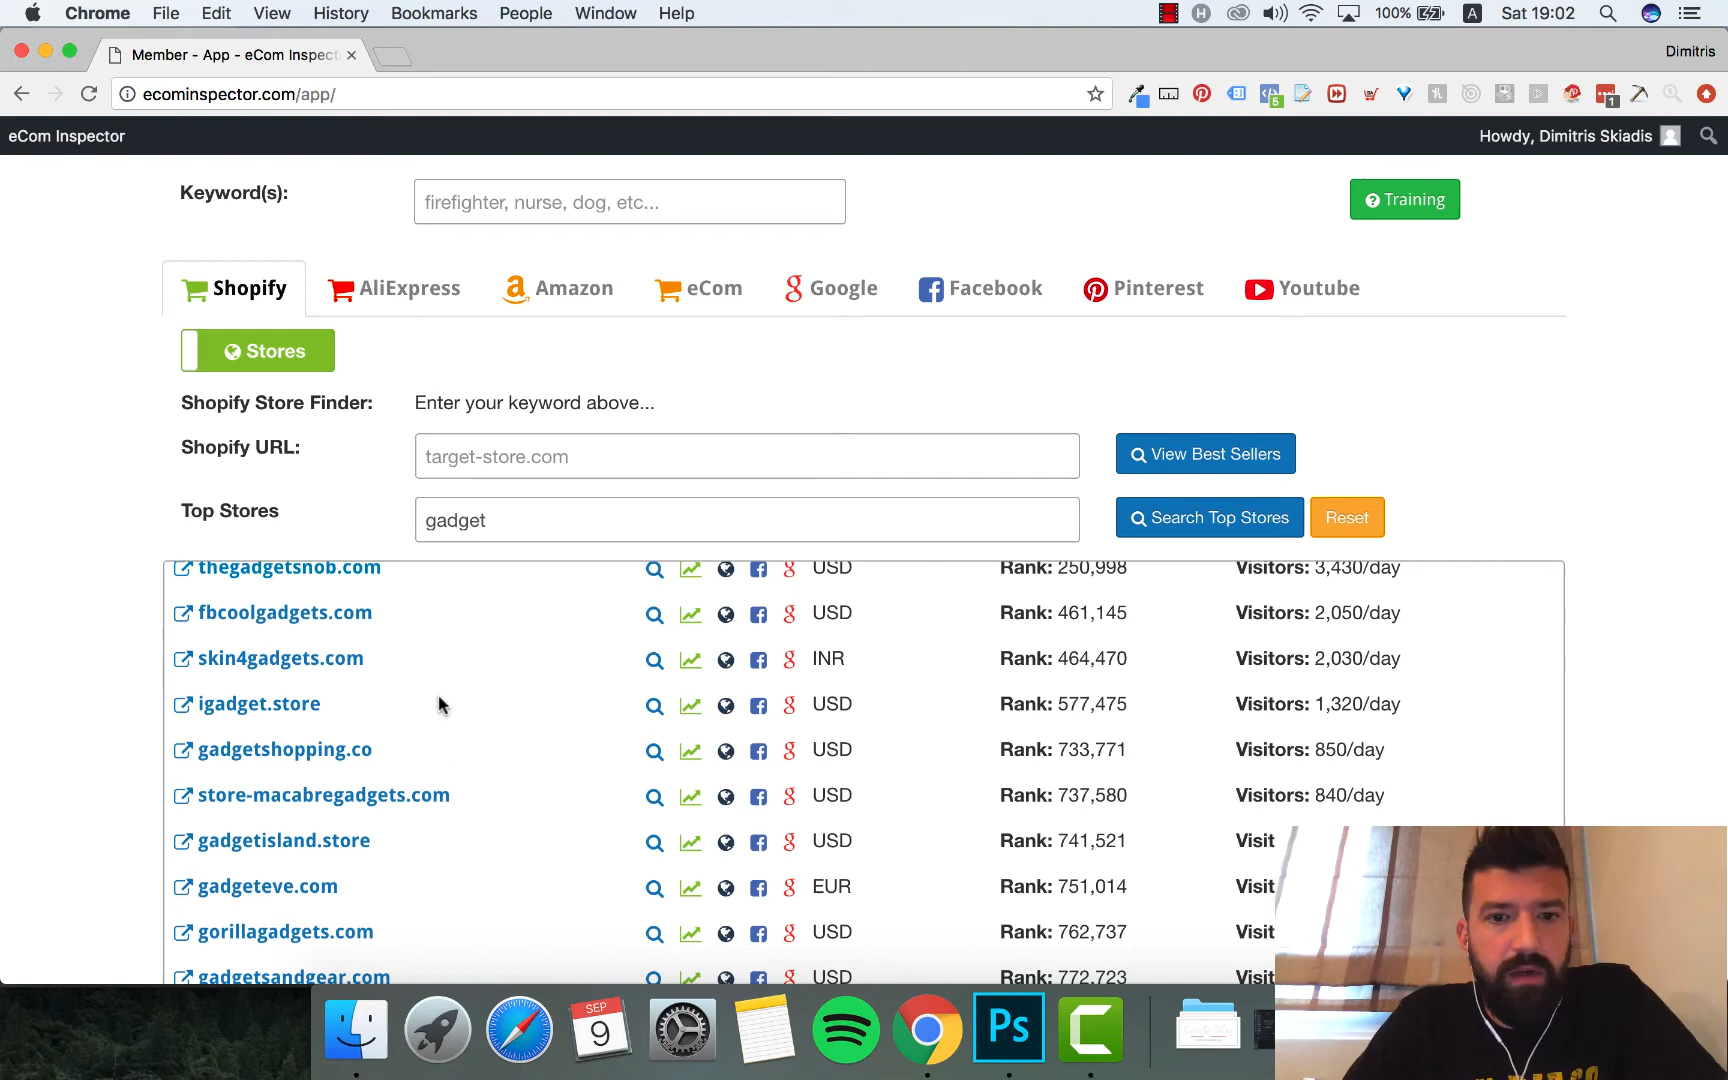 Chrome File Edit View History Bookmarks People Window Help 100% A Sat 19:02
Member - App - eCom Inspect Dimitris
ecominspector.com/app/ 5 1
eCom Inspector Howdy, Dimitris Skiadis
Keyword(s): firefighter, nurse, dog, etc... Training
Shopify AliExpress Amazon eCom Google Facebook Pinterest Youtube
Stores
Shopify Store Finder: Enter your keyword above...
Shopify URL: target-store.com View Best Sellers
Top Stores gadget Search Top Stores Reset
thegadgetsnob.com USD Rank: 250,998 Visitors: 3,430/day
fbcoolgadgets.com USD Rank: 461,145 Visitors: 2,050/day
skin4gadgets.com INR Rank: 464,470 Visitors: 2,030/day
igadget.store USD Rank: 577,475 Visitors: 1,320/day
gadgetshopping.co USD Rank: 733,771 Visitors: 850/day
store-macabregadgets.com USD Rank: 737,580 Visitors: 840/day
gadgetisland.store USD Rank: 741,521 Visit
gadgeteve.com EUR Rank: 751,014 Visit
gorillagadgets.com USD Rank: 762,737 Visit
gadgetsandgear.com USD Rank: 772,723
SEP
9
Ps